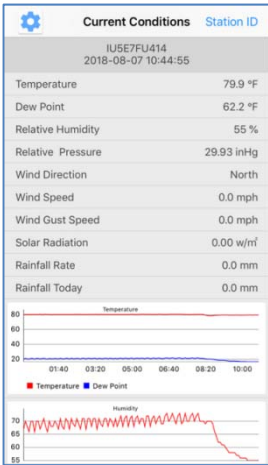 Current Conditions Station ID
IU5E7FU414
2018-08-07 10:44:55
Temperature 79.9 °F
Dew Point 62.2 °F
Relative Humidity 55 %
Relative Pressure 29.93 inHg
Wind Direction North
Wind Speed 0.0 mph
Wind Gust Speed 0.0 mph
Solar Radiation 0.00 w/m²
Rainfall Rate 0.0 mm
Rainfall Today 0.0 mm
Temperature
80
60
40
20
01:40 03:20 05:00 06:40 08:20 10:00
Temperature Dew Point
Humidity
70
65
60
55